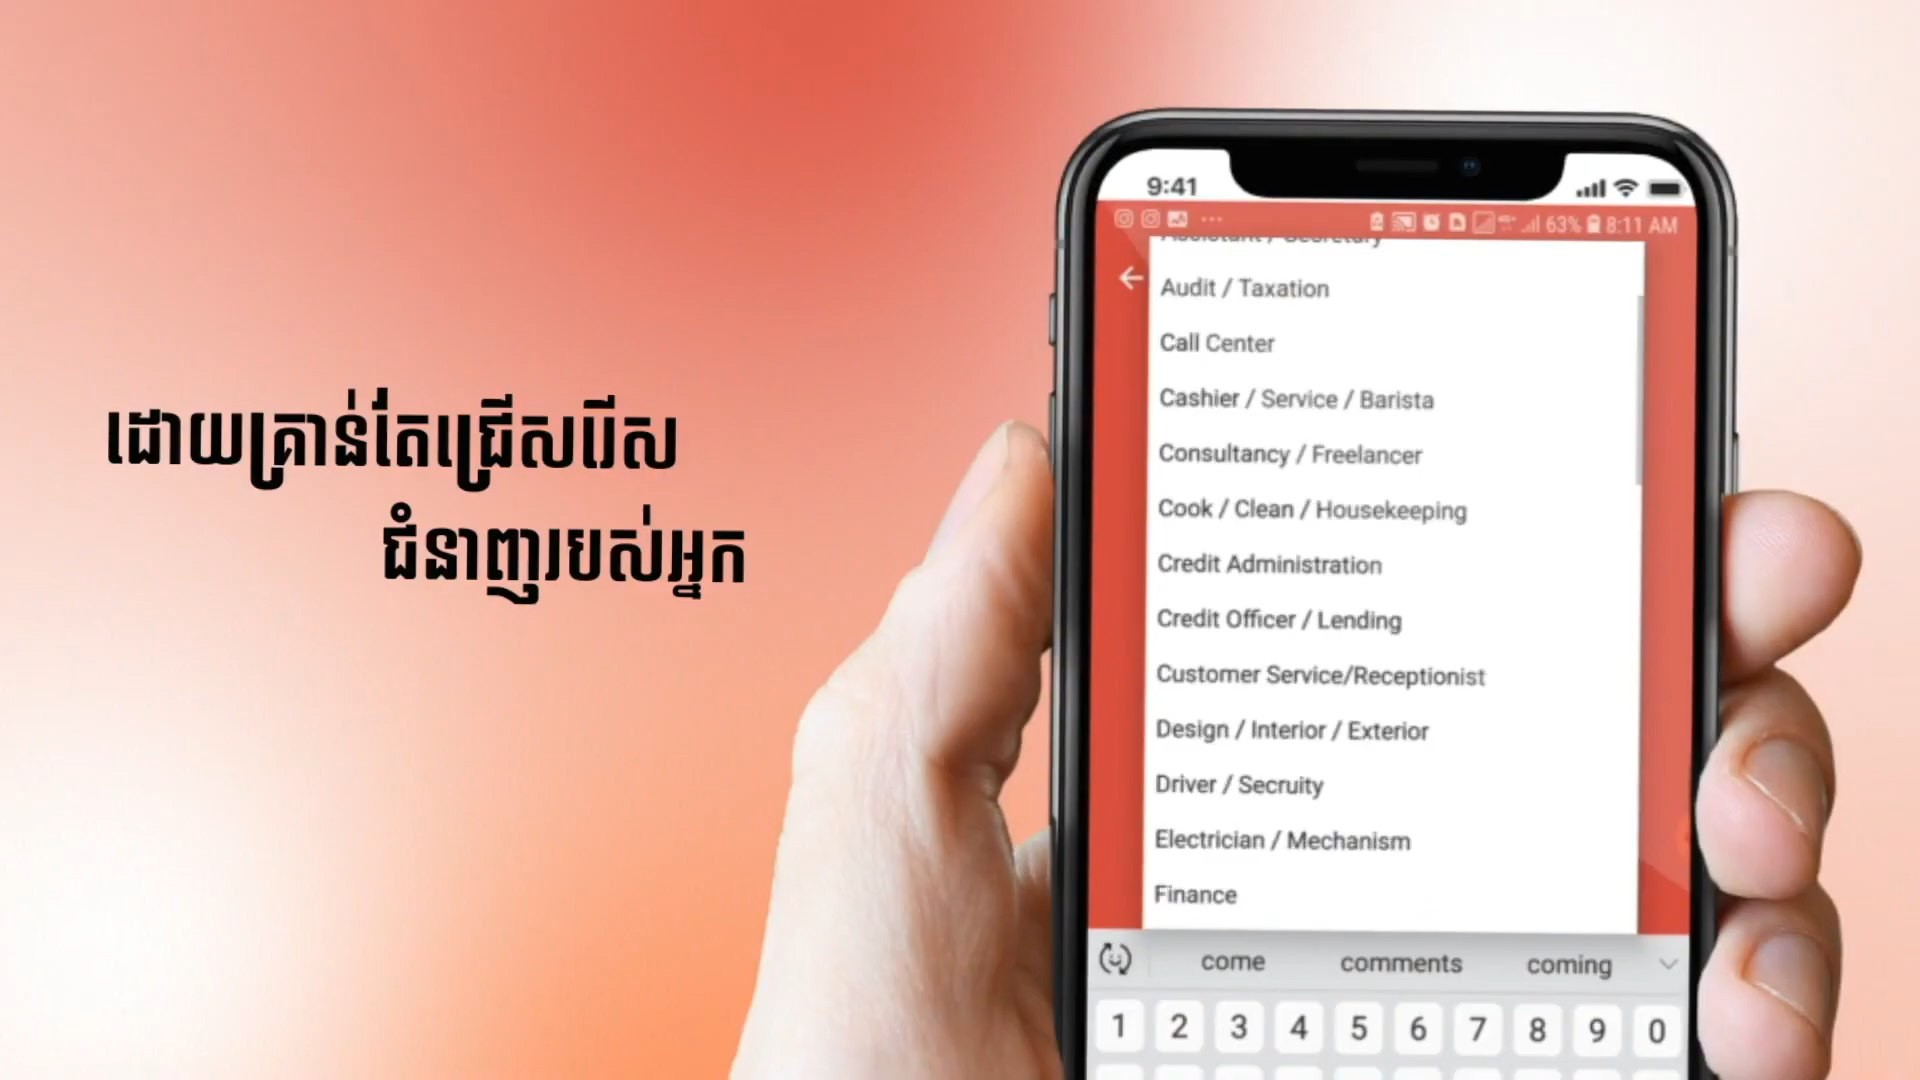 ដោយគ្រាន់តែជ្រើសរើស
ជំនាញរបស់អ្នក
9:41
63% 8:11 AM
Assistant / Secretary
Audit / Taxation
Call Center
Cashier / Service / Barista
Consultancy / Freelancer
Cook / Clean / Housekeeping
Credit Administration
Credit Officer / Lending
Customer Service/Receptionist
Design / Interior / Exterior
Driver / Secruity
Electrician / Mechanism
Finance
come comments coming
1 2 3 4 5 6 7 8 9 0